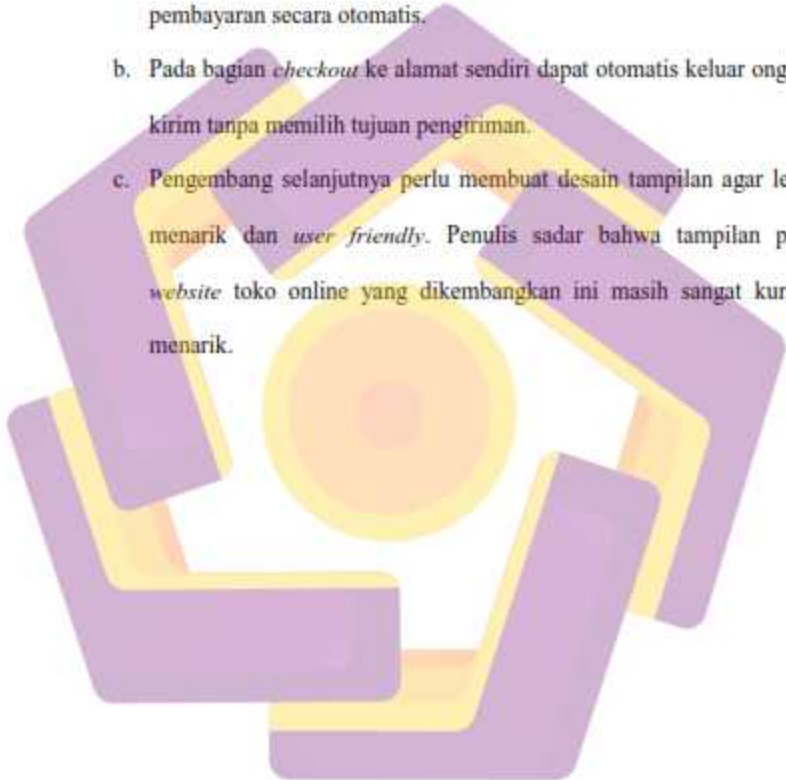 pembayaran secara otomatis.
b. Pada bagian checkout ke alamat sendiri dapat otomatis keluar ong
kirim tanpa memilih tujuan pengiriman.
c. Pengembang selanjutnya perlu membuat desain tampilan agar le
menarik dan user friendly. Penulis sadar bahwa tampilan p
website toko online yang dikembangkan ini masih sangat kur
menarik.